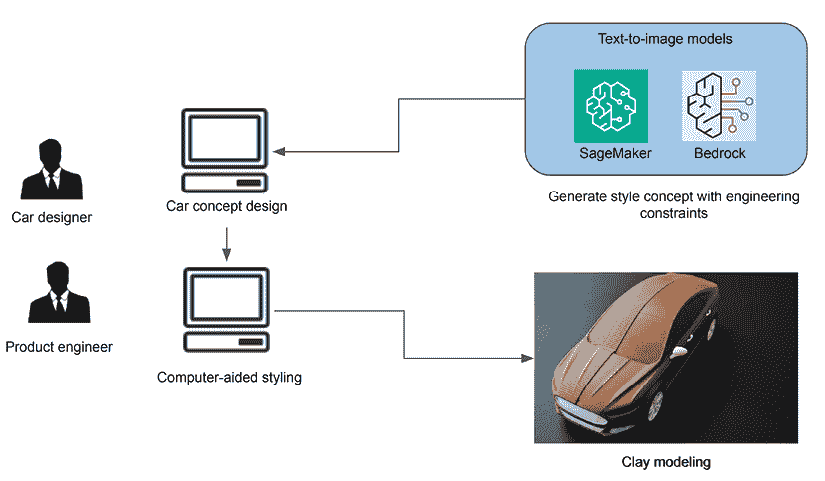 Text-to-image models
SageMaker
Bedrock
Generate style concept with engineering
constraints
Car designer
Car concept design
Product engineer
Computer-aided styling
Clay modeling